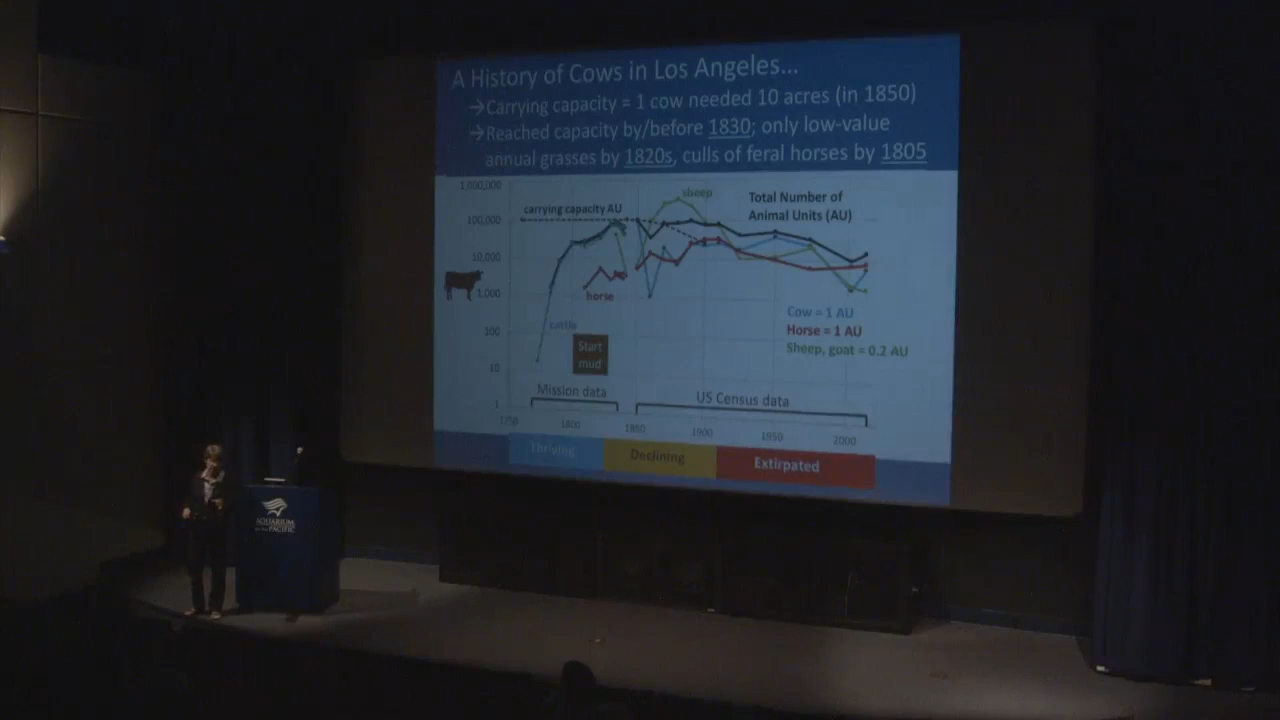 A History of Cows in Los Angeles...
→Carrying capacity = 1 cow needed 10 acres (in 1850)
→Reached capacity by/before 1830; only low-value
annual grasses by 1820s, culls of feral horses by 1805
1,000,000
100,000
10,000
1,000
100
10
1
carrying capacity AU
sheep
Total Number of
Animal Units (AU)
horse
cattle
Cow = 1 AU
Horse = 1 AU
Sheep, goat = 0.2 AU
Start
mud
Mission data
US Census data
1750
1800
1850
1900
1950
2000
Thriving
Declining
Extirpated
AQUARIUM
OF THE PACIFIC